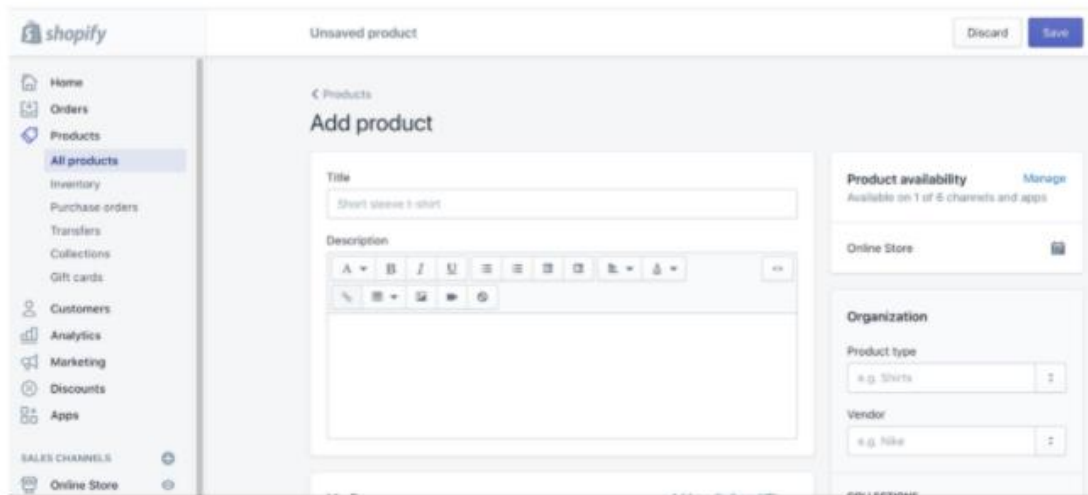 shopify
Unsaved product
Discard
Save
Home
Orders
Products
All products
Inventory
Purchase orders
Transfers
Collections
Gift cards
Customers
Analytics
Marketing
Discounts
Apps
SALES CHANNELS
Online Store
Products
Add product
Title
Short sleeve t-shirt
Description
A B I U
Product availability
Manage
Available on 1 of 6 channels and apps
Online Store
Organization
Product type
e.g. Shirts
Vendor
e.g. Nike
COLLECTIONS